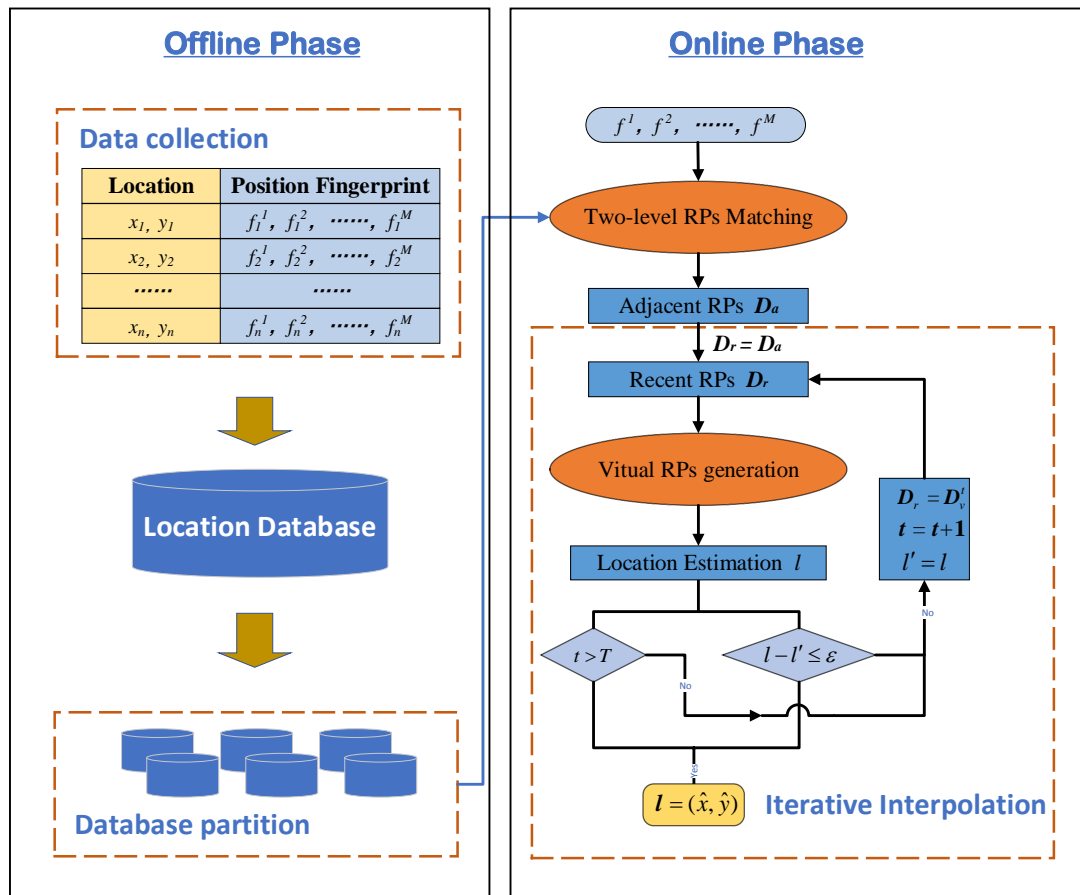 Offline Phase
Data collection
Location Position Fingerprint
x₁, y₁ f₁¹, f₁², ······, f₁ᴹ
x₂, y₂ f₂¹, f₂², ······, f₂ᴹ
······ ······
xₙ, yₙ fₙ¹, fₙ², ······, fₙᴹ
Location Database
Database partition
Online Phase
f¹, f², ······, fᴹ
Two-level RPs Matching
Adjacent RPs Dₐ
Dᵣ = Dₐ
Recent RPs Dᵣ
Vitual RPs generation
Dᵣ = Dᵥᵗ
t = t+1
l′ = l
Location Estimation l
No
t > T
l − l′ ≤ ε
No
Yes
l = (x̂, ŷ)
Iterative Interpolation